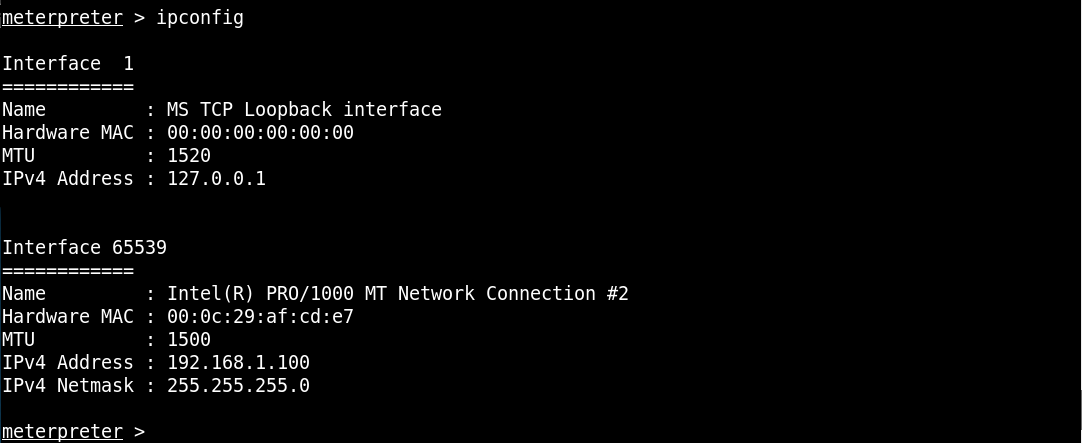 meterpreter > ipconfig
Interface  1
============
Name         : MS TCP Loopback interface
Hardware MAC : 00:00:00:00:00:00
MTU          : 1520
IPv4 Address : 127.0.0.1
Interface 65539
============
Name         : Intel(R) PRO/1000 MT Network Connection #2
Hardware MAC : 00:0c:29:af:cd:e7
MTU          : 1500
IPv4 Address : 192.168.1.100
IPv4 Netmask : 255.255.255.0
meterpreter >